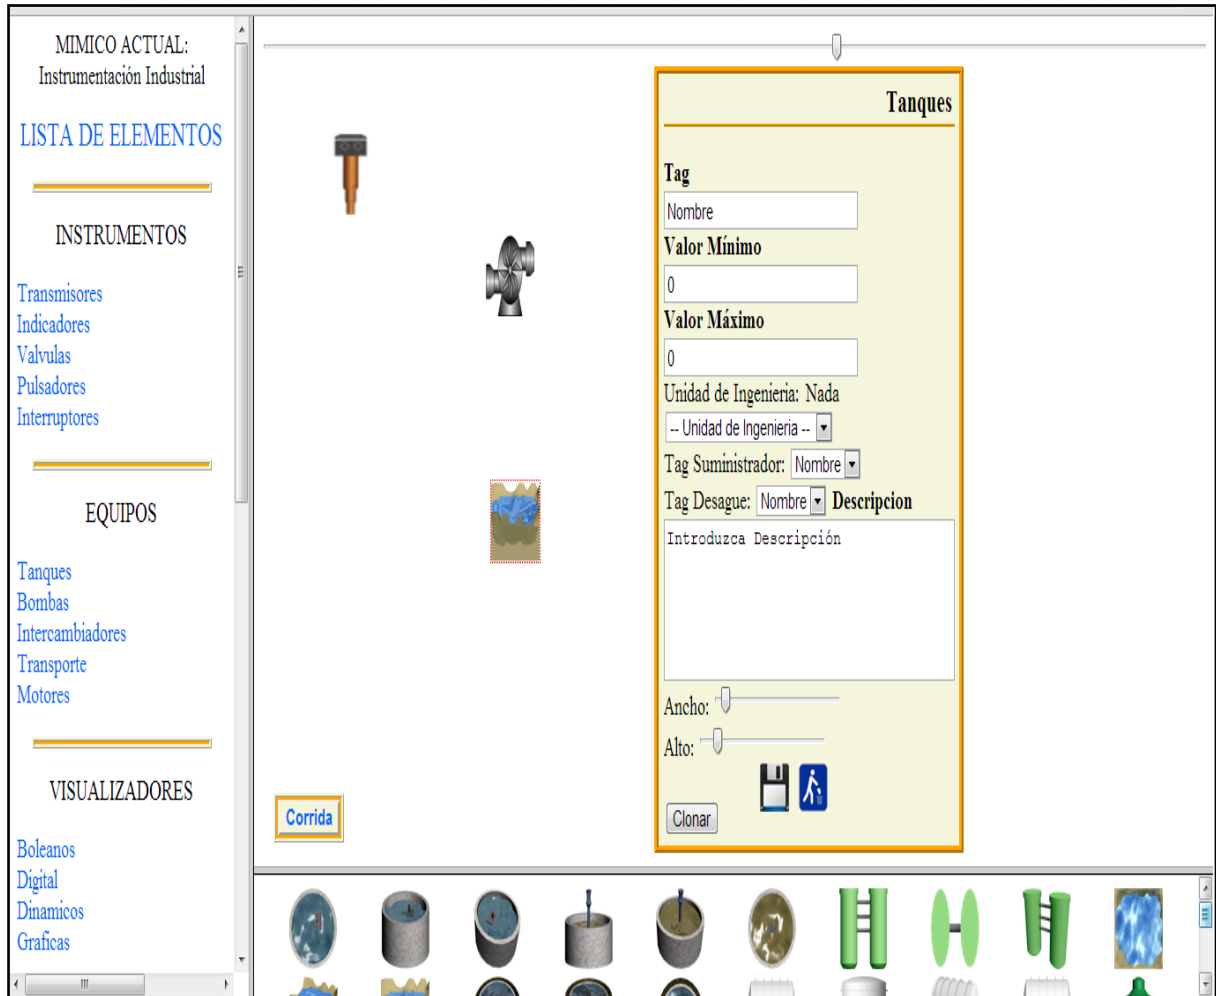 MIMICO ACTUAL:
Instrumentación Industrial
LISTA DE ELEMENTOS
INSTRUMENTOS
Transmisores
Indicadores
Valvulas
Pulsadores
Interruptores
EQUIPOS
Tanques
Bombas
Intercambiadores
Transporte
Motores
VISUALIZADORES
Boleanos
Digital
Dinamicos
Graficas
Corrida
Tanques
Tag
Nombre
Valor Mínimo
0
Valor Máximo
0
Unidad de Ingenieria: Nada
-- Unidad de Ingenieria --
Tag Suministrador: Nombre
Tag Desague: Nombre Descripcion
Introduzca Descripción
Ancho:
Alto:
Clonar